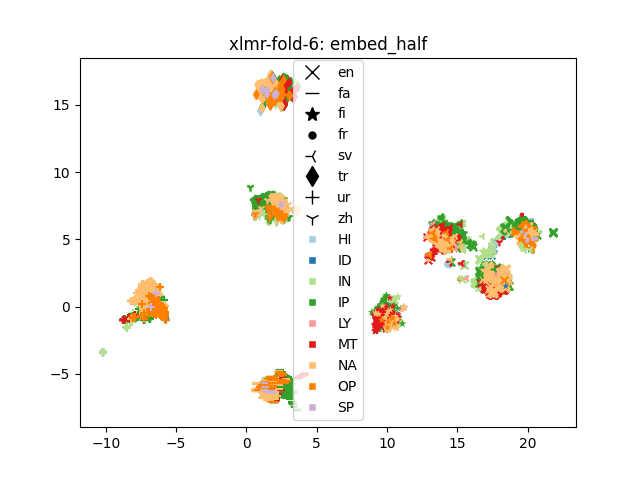 xlmr-fold-6: embed_half
en
fa
fi
fr
sv
tr
ur
zh
HI
ID
IN
IP
LY
MT
NA
OP
SP
15
10
5
0
−5
−10
−5
0
5
10
15
20